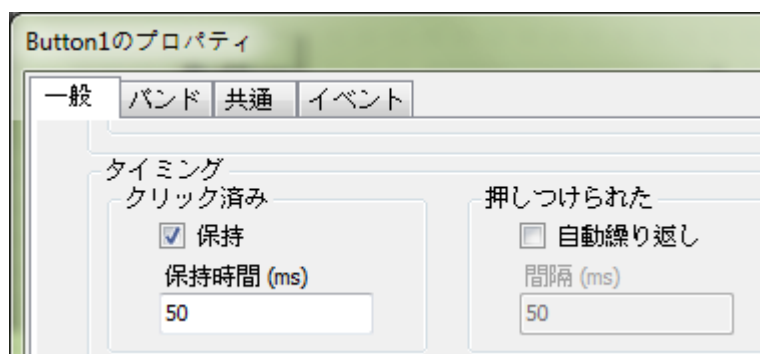 Button1のプロパティ
一般 バンド 共通 イベント
タイミング
クリック済み 押しつけられた
保持 自動繰り返し
保持時間 (ms) 間隔 (ms)
50 50